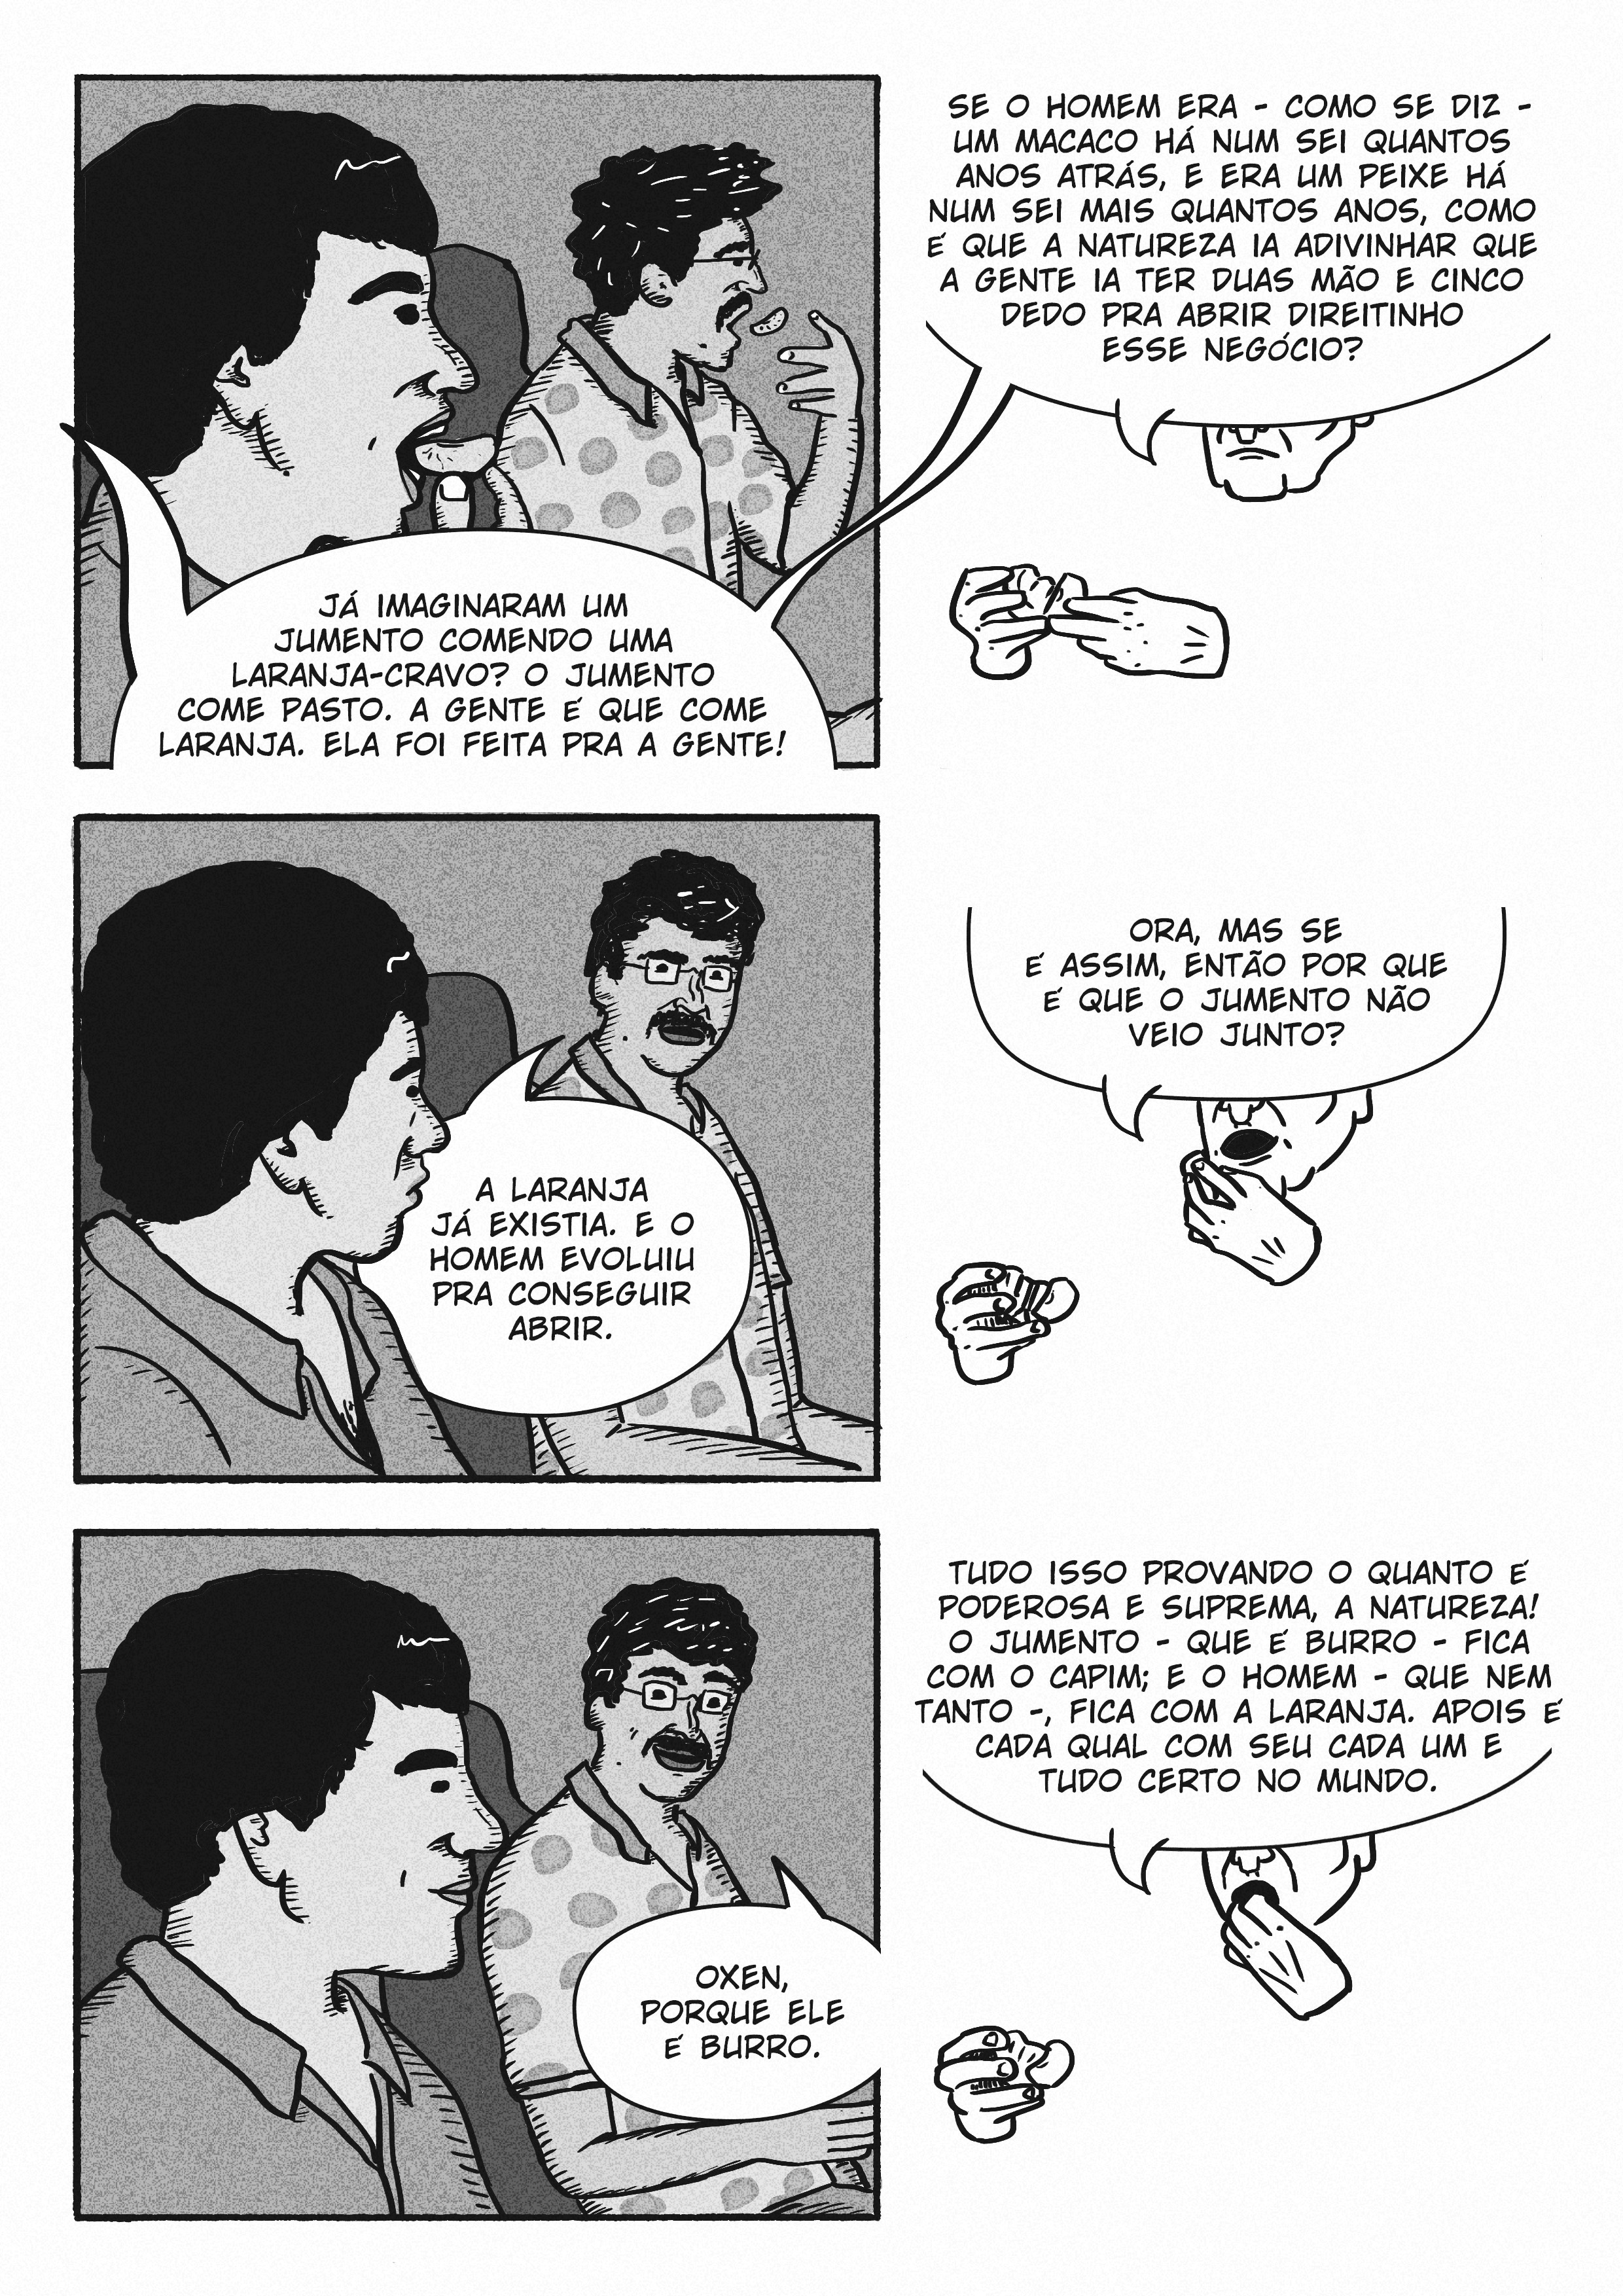 JÁ IMAGINARAM UM
JUMENTO COMENDO UMA
LARANJA-CRAVO? O JUMENTO
COME PASTO. A GENTE É QUE COME
LARANJA. ELA FOI FEITA PRA A GENTE!
SE O HOMEM ERA - COMO SE DIZ -
UM MACACO HÁ NUM SEI QUANTOS
ANOS ATRÁS, E ERA UM PEIXE HÁ
NUM SEI MAIS QUANTOS ANOS, COMO
É QUE A NATUREZA IA ADIVINHAR QUE
A GENTE IA TER DUAS MÃO E CINCO
DEDO PRA ABRIR DIREITINHO
ESSE NEGÓCIO?
A LARANJA
JÁ EXISTIA. E O
HOMEM EVOLUIU
PRA CONSEGUIR
ABRIR.
ORA, MAS SE
É ASSIM, ENTÃO POR QUE
É QUE O JUMENTO NÃO
VEIO JUNTO?
OXEN,
PORQUE ELE
É BURRO.
TUDO ISSO PROVANDO O QUANTO É
PODEROSA E SUPREMA, A NATUREZA!
O JUMENTO - QUE É BURRO - FICA
COM O CAPIM; E O HOMEM - QUE NEM
TANTO -, FICA COM A LARANJA. APOIS É
CADA QUAL COM SEU CADA UM E
TUDO CERTO NO MUNDO.